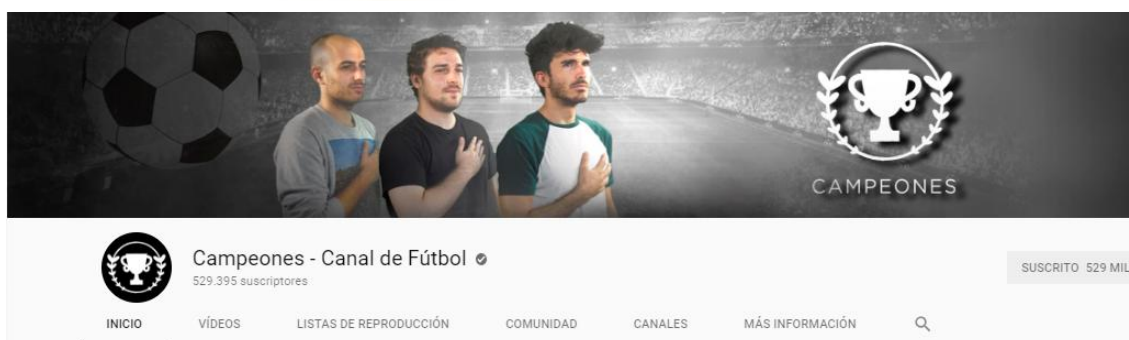 CAMPEONES
Campeones - Canal de Fútbol
529.395 suscriptores
SUSCRITO 529 MIL
INICIO VÍDEOS LISTAS DE REPRODUCCIÓN COMUNIDAD CANALES MÁS INFORMACIÓN